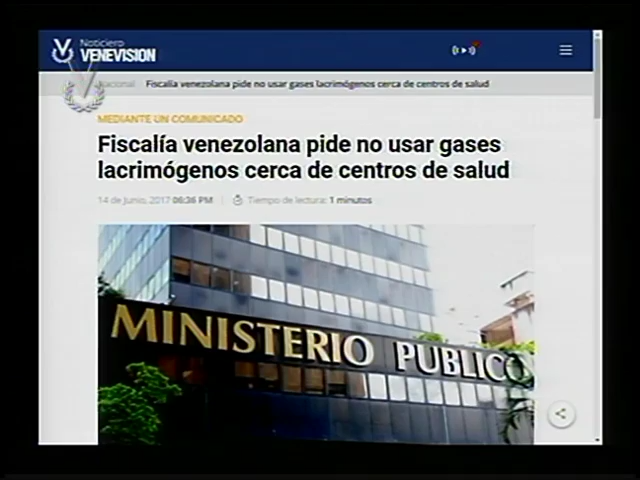 Noticiero
VENEVISION
Nacional Fiscalía venezolana pide no usar gases lacrimógenos cerca de centros de salud
MEDIANTE UN COMUNICADO
Fiscalía venezolana pide no usar gases
lacrimógenos cerca de centros de salud
14 de Junio, 2017 06:36 PM | Tiempo de lectura: 1 minutos
MINISTERIO PUBLICO